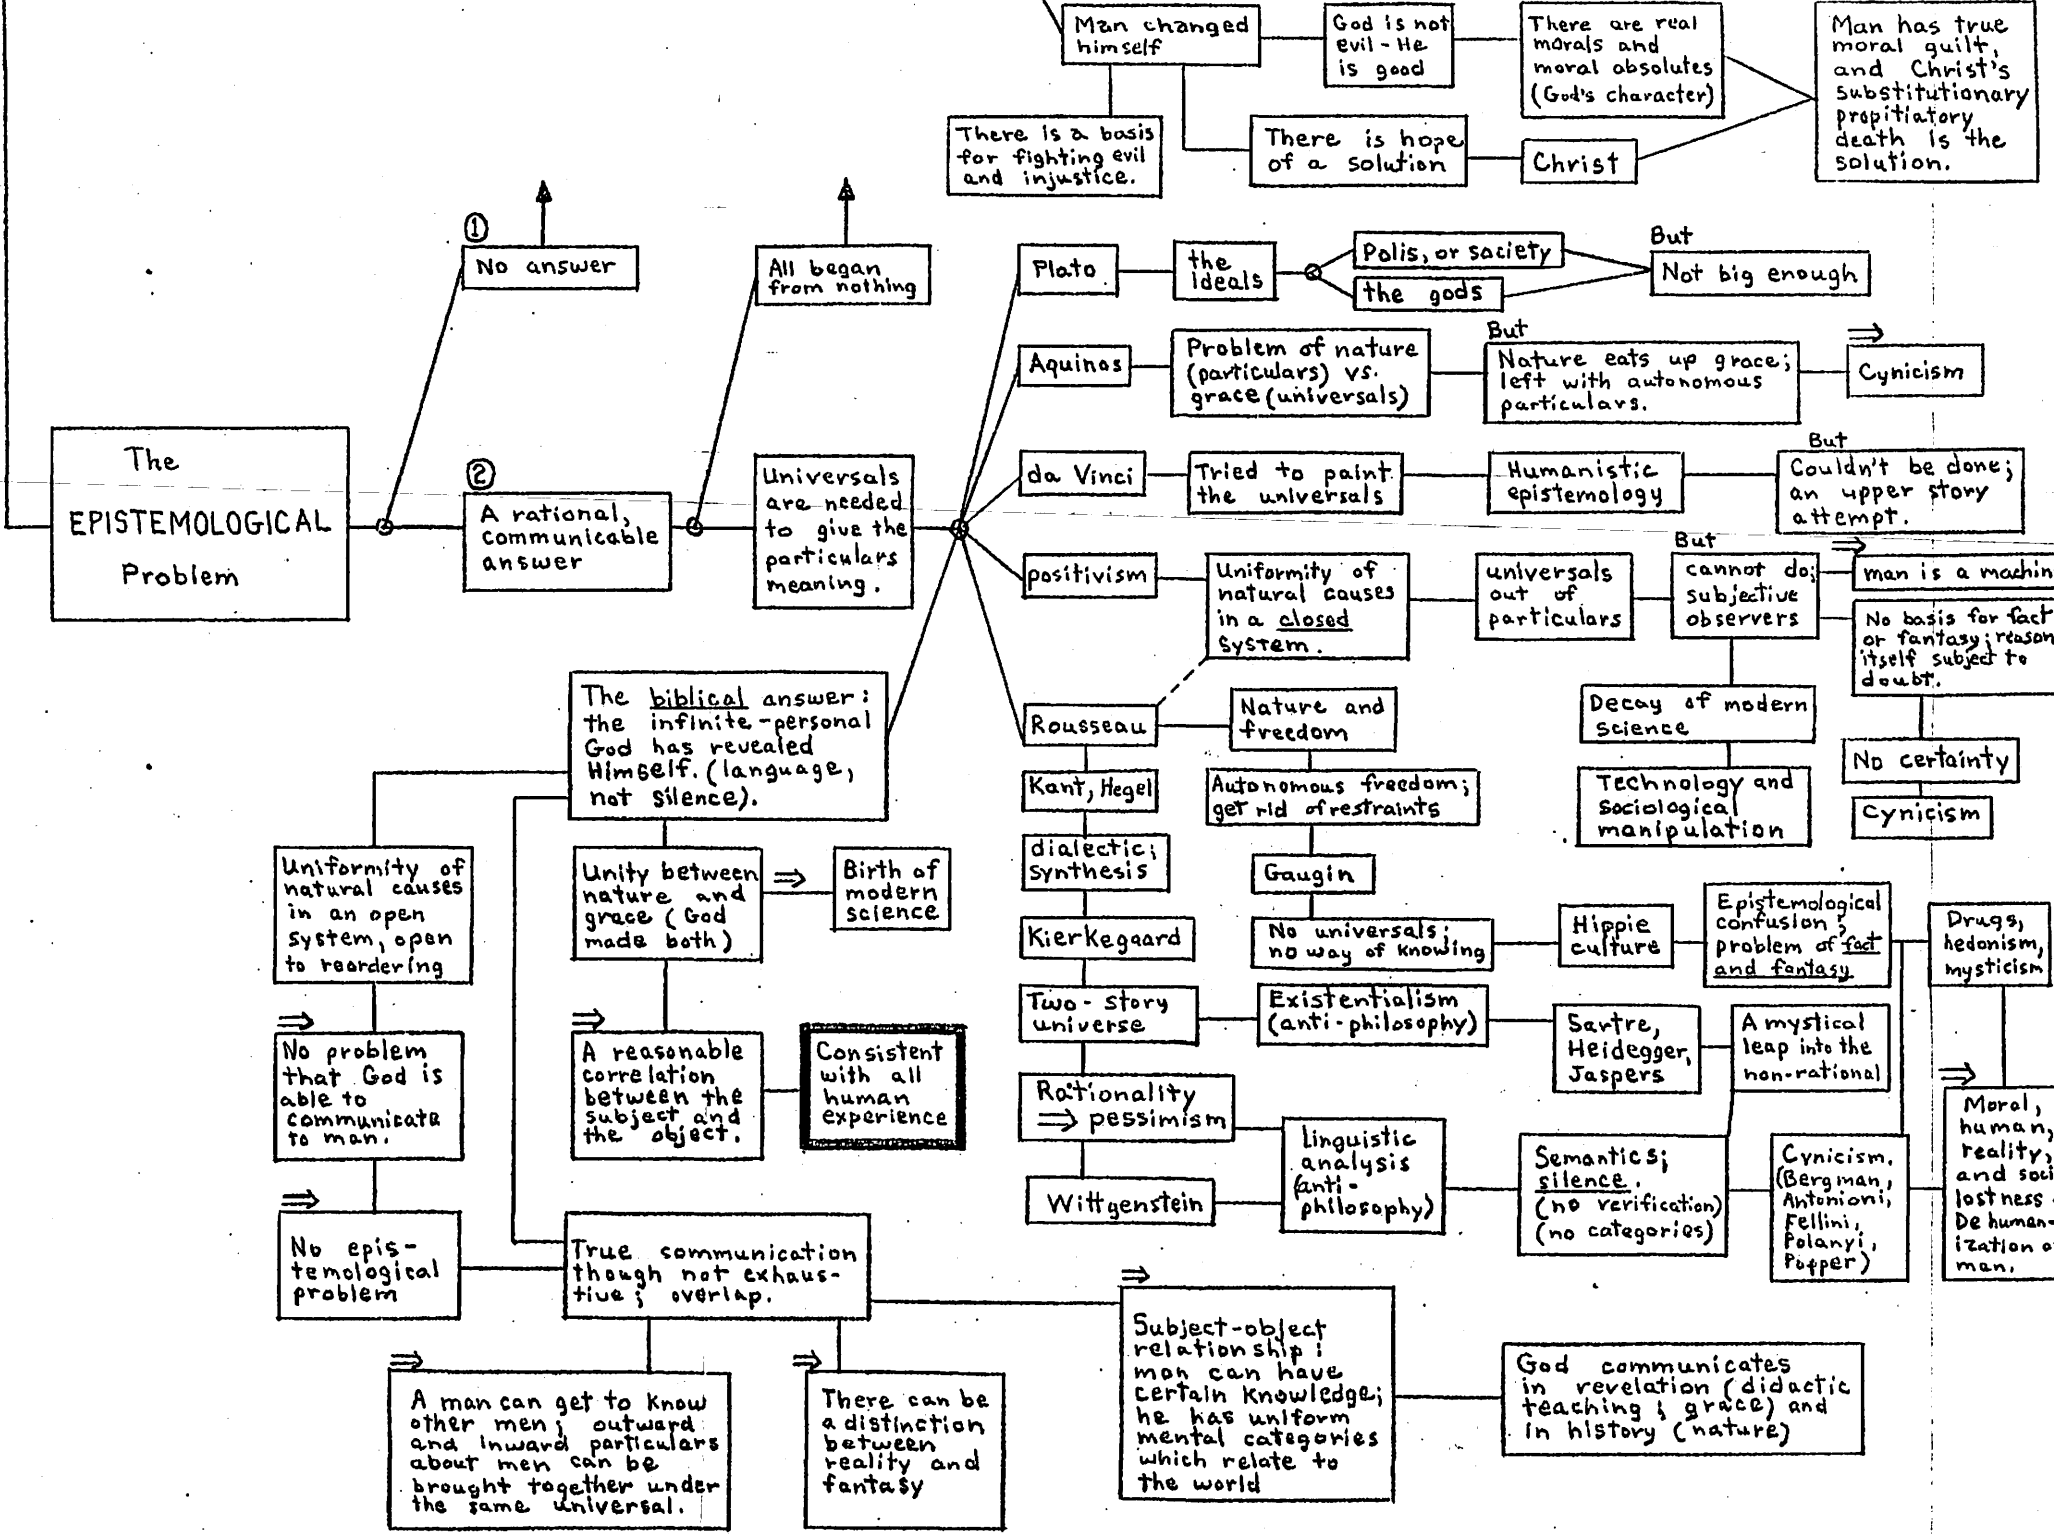 Man changed
himself
God is not
evil - He
is good
There are real
morals and
moral absolutes
(God's character)
Man has true
moral guilt,
and Christ's
substitutionary
propitiatory
death is the
solution.
There is a basis
for fighting evil
and injustice.
There is hope
of a solution
Christ
①
No answer
All began
from nothing
The
EPISTEMOLOGICAL
Problem
②
A rational,
communicable
answer
Universals
are needed
to give the
particulars
meaning.
Plato
the
Ideals
Polis, or society
the gods
But
Not big enough
Aquinas
Problem of nature
(particulars) vs.
grace (universals)
But
Nature eats up grace;
left with autonomous
particulars.
⇒
Cynicism
da Vinci
Tried to paint
the universals
Humanistic
epistemology
But
Couldn't be done;
an upper story
attempt.
positivism
Uniformity of
natural causes
in a closed
system.
universals
out of
particulars
But
cannot do;
subjective
observers
⇒
man is a machin
No basis for fact
or fantasy; reason
itself subject to
doubt.
No certainty
Cynicism
Decay of modern
science
Technology and
sociological
manipulation
Rousseau
Nature and
freedom
Kant, Hegel
Autonomous freedom;
get rid of restraints
dialectic;
synthesis
Gaugin
Kierkegaard
No universals;
no way of knowing
Hippie
culture
Epistemological
confusion;
problem of fact
and fantasy
Drugs,
hedonism,
mysticism
Two-story
universe
Existentialism
(anti-philosophy)
Sartre,
Heidegger,
Jaspers
A mystical
leap into the
non-rational
Rationality
⇒ pessimism
Wittgenstein
Linguistic
analysis
(anti-
philosophy)
Semantics;
silence.
(no verification)
(no categories)
Cynicism.
(Bergman,
Antonioni,
Fellini,
Polanyi,
Popper)
⇒
Moral,
human,
reality,
and soci
lostness
Dehuman-
ization o
man.
The biblical answer:
the infinite-personal
God has revealed
Himself. (language,
not silence).
Uniformity of
natural causes
in an open
system, open
to reordering
Unity between
nature and
grace (God
made both)
⇒
Birth of
modern
science
⇒
No problem
that God is
able to
communicate
to man.
⇒
A reasonable
correlation
between the
subject and
the object.
Consistent
with all
human
experience
⇒
No epis-
temological
problem
True communication
though not exhaus-
tive; overlap.
⇒
A man can get to know
other men; outward
and inward particulars
about men can be
brought together under
the same universal.
⇒
There can be
a distinction
between
reality and
fantasy
⇒
Subject-object
relationship:
man can have
certain knowledge;
he has uniform
mental categories
which relate to
the world
God communicates
in revelation (didactic
teaching; grace) and
in history (nature)